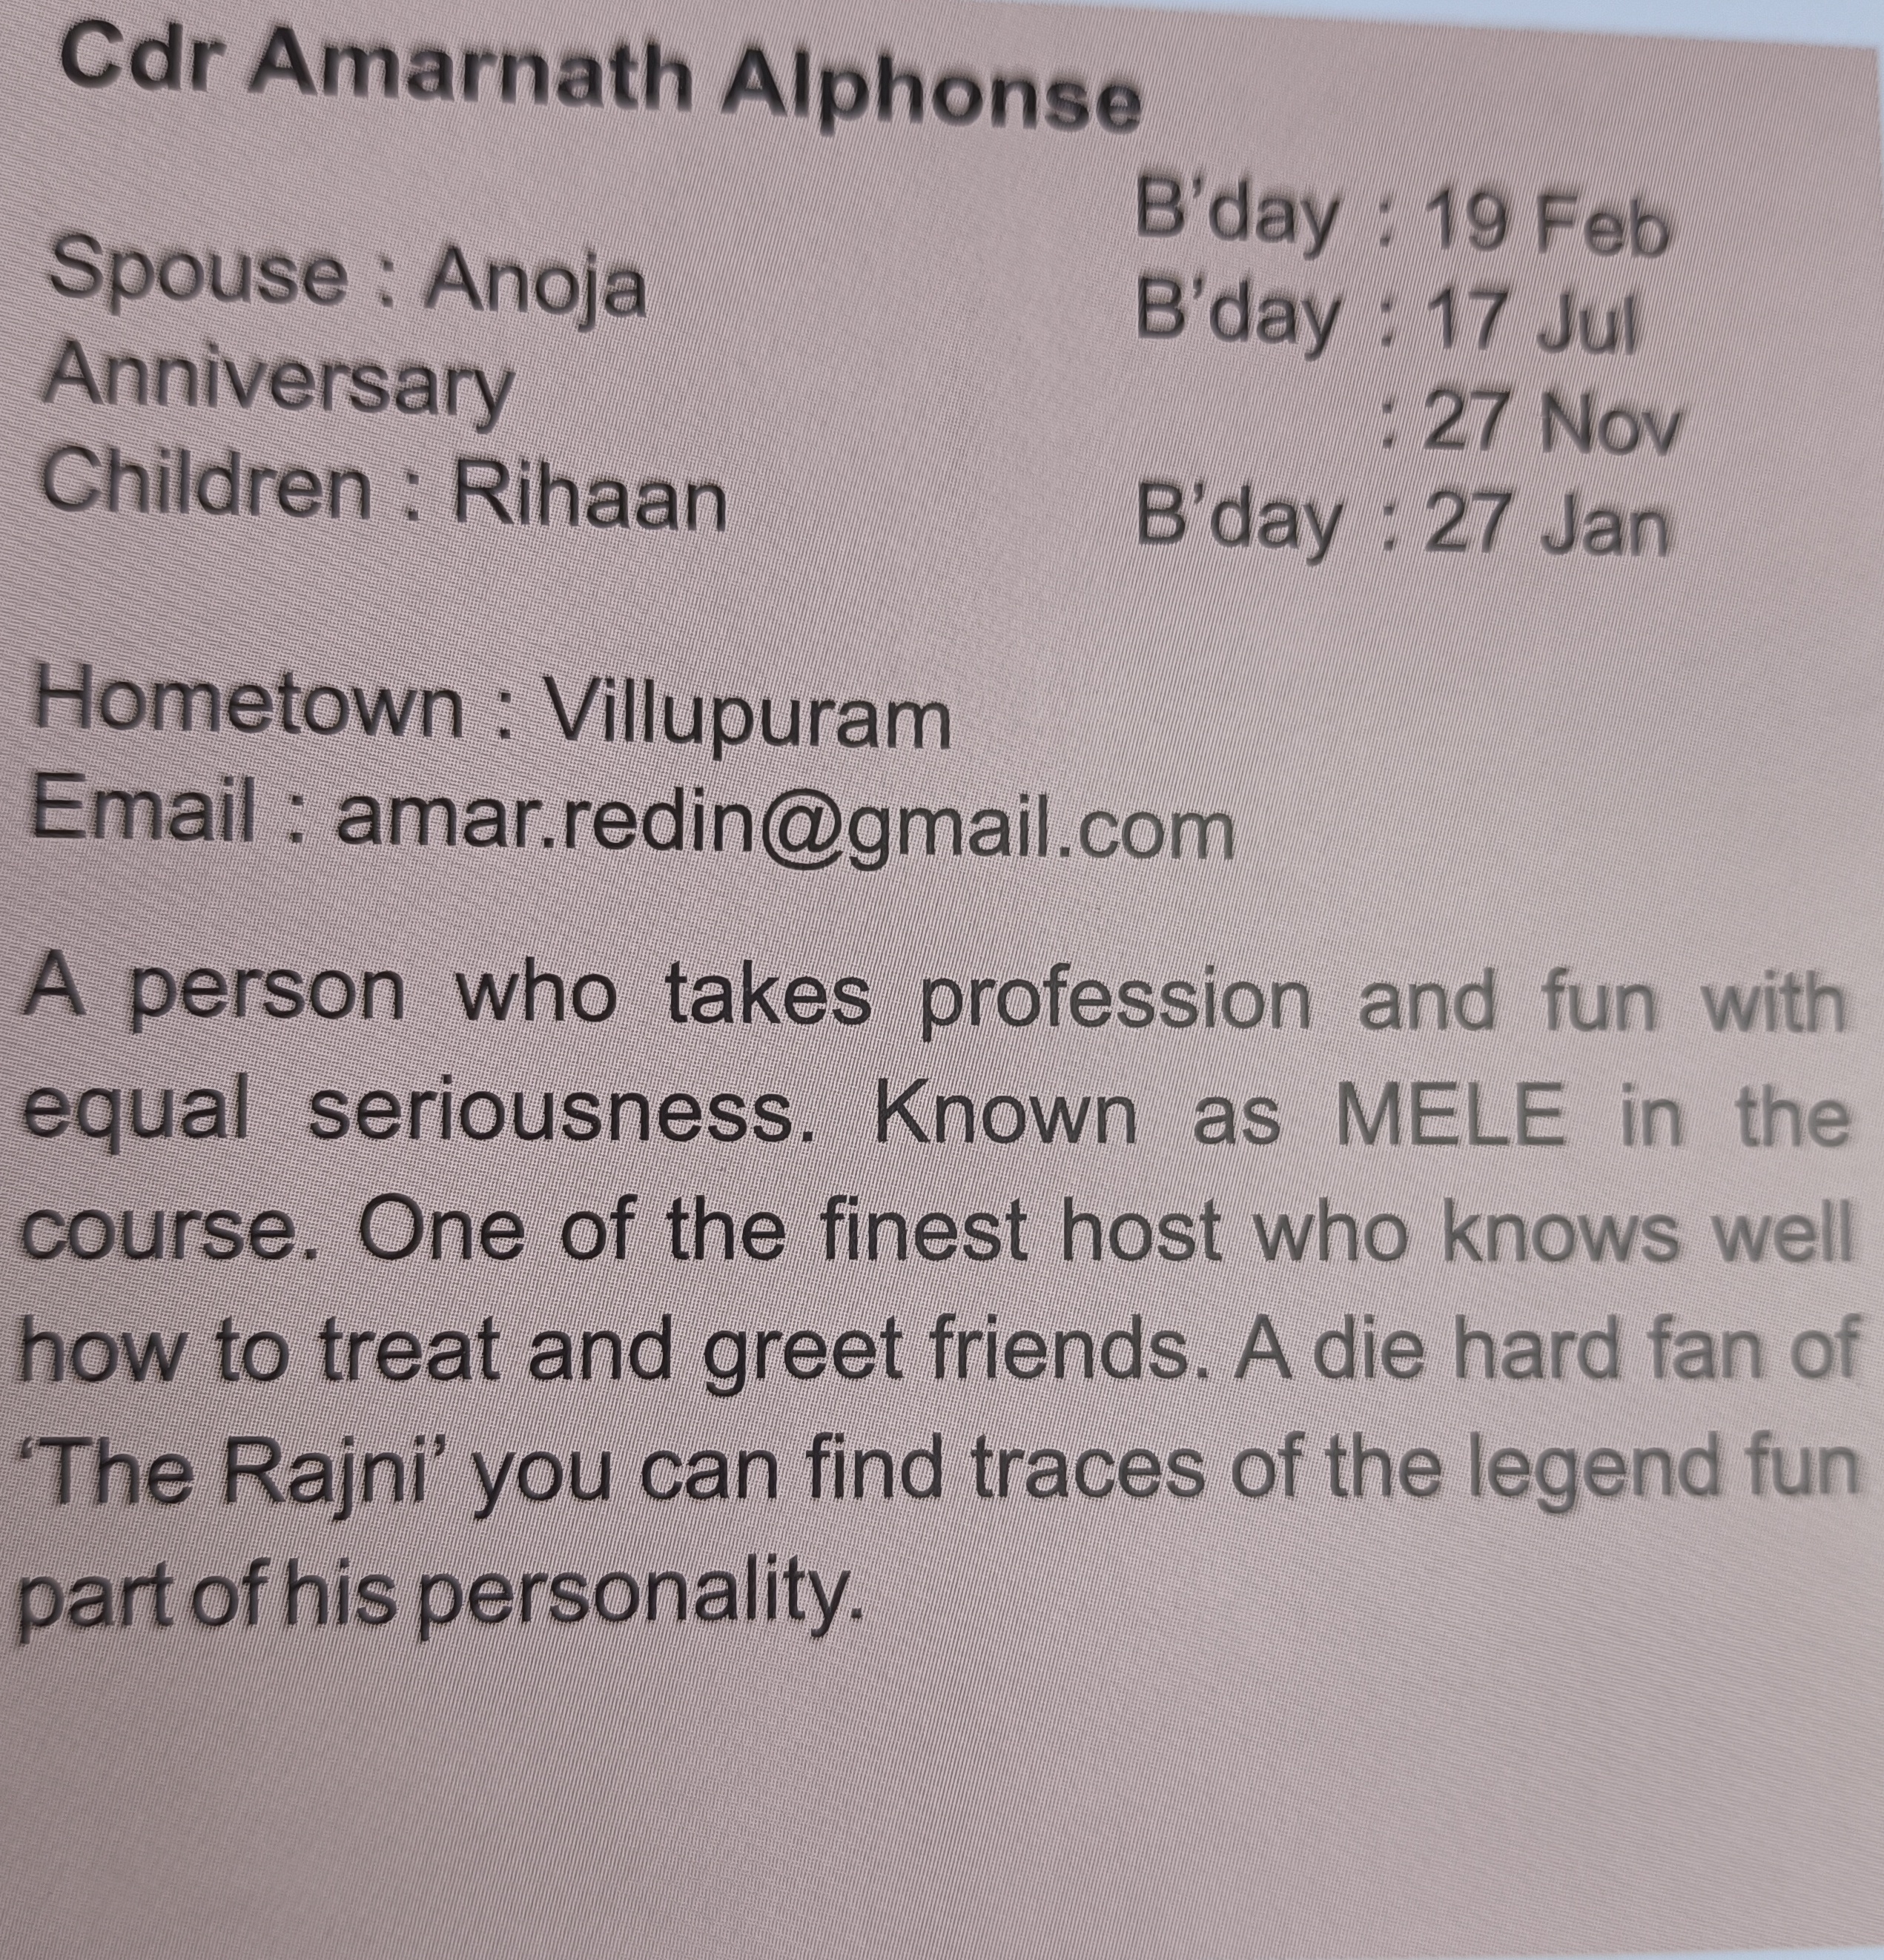 Cdr Amarnath Alphonse
B'day : 19 Feb
Spouse : Anoja B'day : 17 Jul
Anniversary : 27 Nov
Children : Rihaan B'day : 27 Jan
Hometown : Villupuram
Email : amar.redin@gmail.com
A person who takes profession and fun with
equal seriousness. Known as MELE in the
course. One of the finest host who knows well
how to treat and greet friends. A die hard fan of
‘The Rajni’ you can find traces of the legend fun
part of his personality.